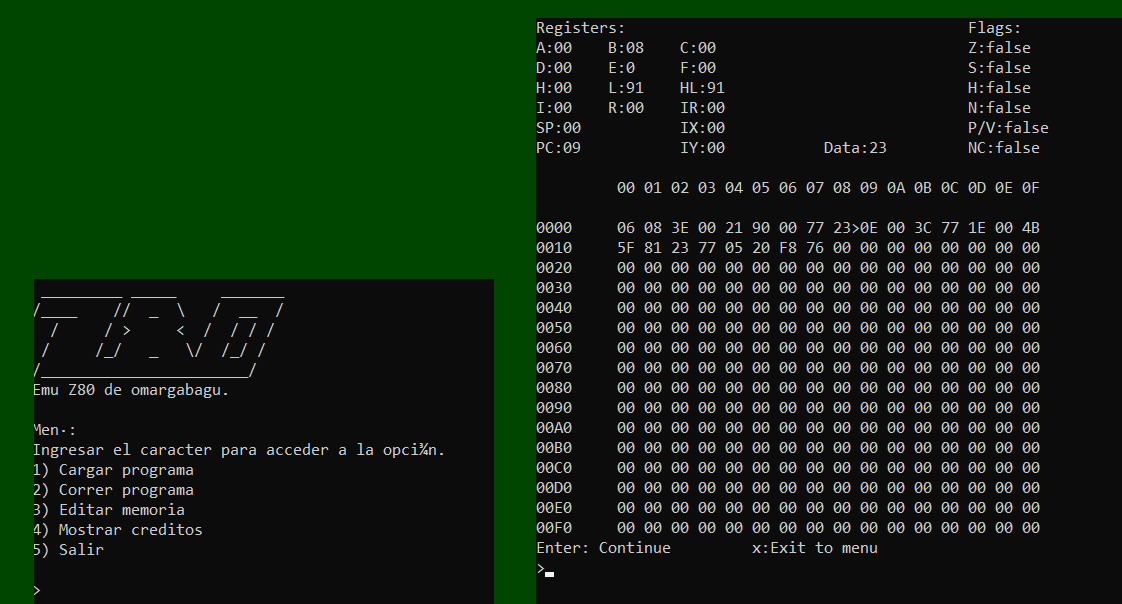 Emu Z80 de omargabagu.
Men·:
Ingresar el caracter para acceder a la opci¾n.
1) Cargar programa
2) Correr programa
3) Editar memoria
4) Mostrar creditos
5) Salir
>
Registers: Flags:
A:00 B:08 C:00 Z:false
D:00 E:0 F:00 S:false
H:00 L:91 HL:91 H:false
I:00 R:00 IR:00 N:false
SP:00 IX:00 P/V:false
PC:09 IY:00 Data:23 NC:false
00 01 02 03 04 05 06 07 08 09 0A 0B 0C 0D 0E 0F
0000 06 08 3E 00 21 90 00 77 23>0E 00 3C 77 1E 00 4B
0010 5F 81 23 77 05 20 F8 76 00 00 00 00 00 00 00 00
0020 00 00 00 00 00 00 00 00 00 00 00 00 00 00 00 00
0030 00 00 00 00 00 00 00 00 00 00 00 00 00 00 00 00
0040 00 00 00 00 00 00 00 00 00 00 00 00 00 00 00 00
0050 00 00 00 00 00 00 00 00 00 00 00 00 00 00 00 00
0060 00 00 00 00 00 00 00 00 00 00 00 00 00 00 00 00
0070 00 00 00 00 00 00 00 00 00 00 00 00 00 00 00 00
0080 00 00 00 00 00 00 00 00 00 00 00 00 00 00 00 00
0090 00 00 00 00 00 00 00 00 00 00 00 00 00 00 00 00
00A0 00 00 00 00 00 00 00 00 00 00 00 00 00 00 00 00
00B0 00 00 00 00 00 00 00 00 00 00 00 00 00 00 00 00
00C0 00 00 00 00 00 00 00 00 00 00 00 00 00 00 00 00
00D0 00 00 00 00 00 00 00 00 00 00 00 00 00 00 00 00
00E0 00 00 00 00 00 00 00 00 00 00 00 00 00 00 00 00
00F0 00 00 00 00 00 00 00 00 00 00 00 00 00 00 00 00
Enter: Continue x:Exit to menu
>